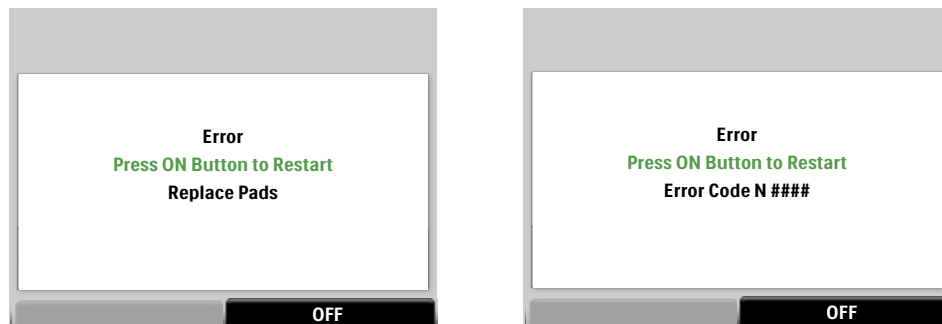 Error
Press ON Button to Restart
Replace Pads
OFF
Error
Press ON Button to Restart
Error Code N ####
OFF